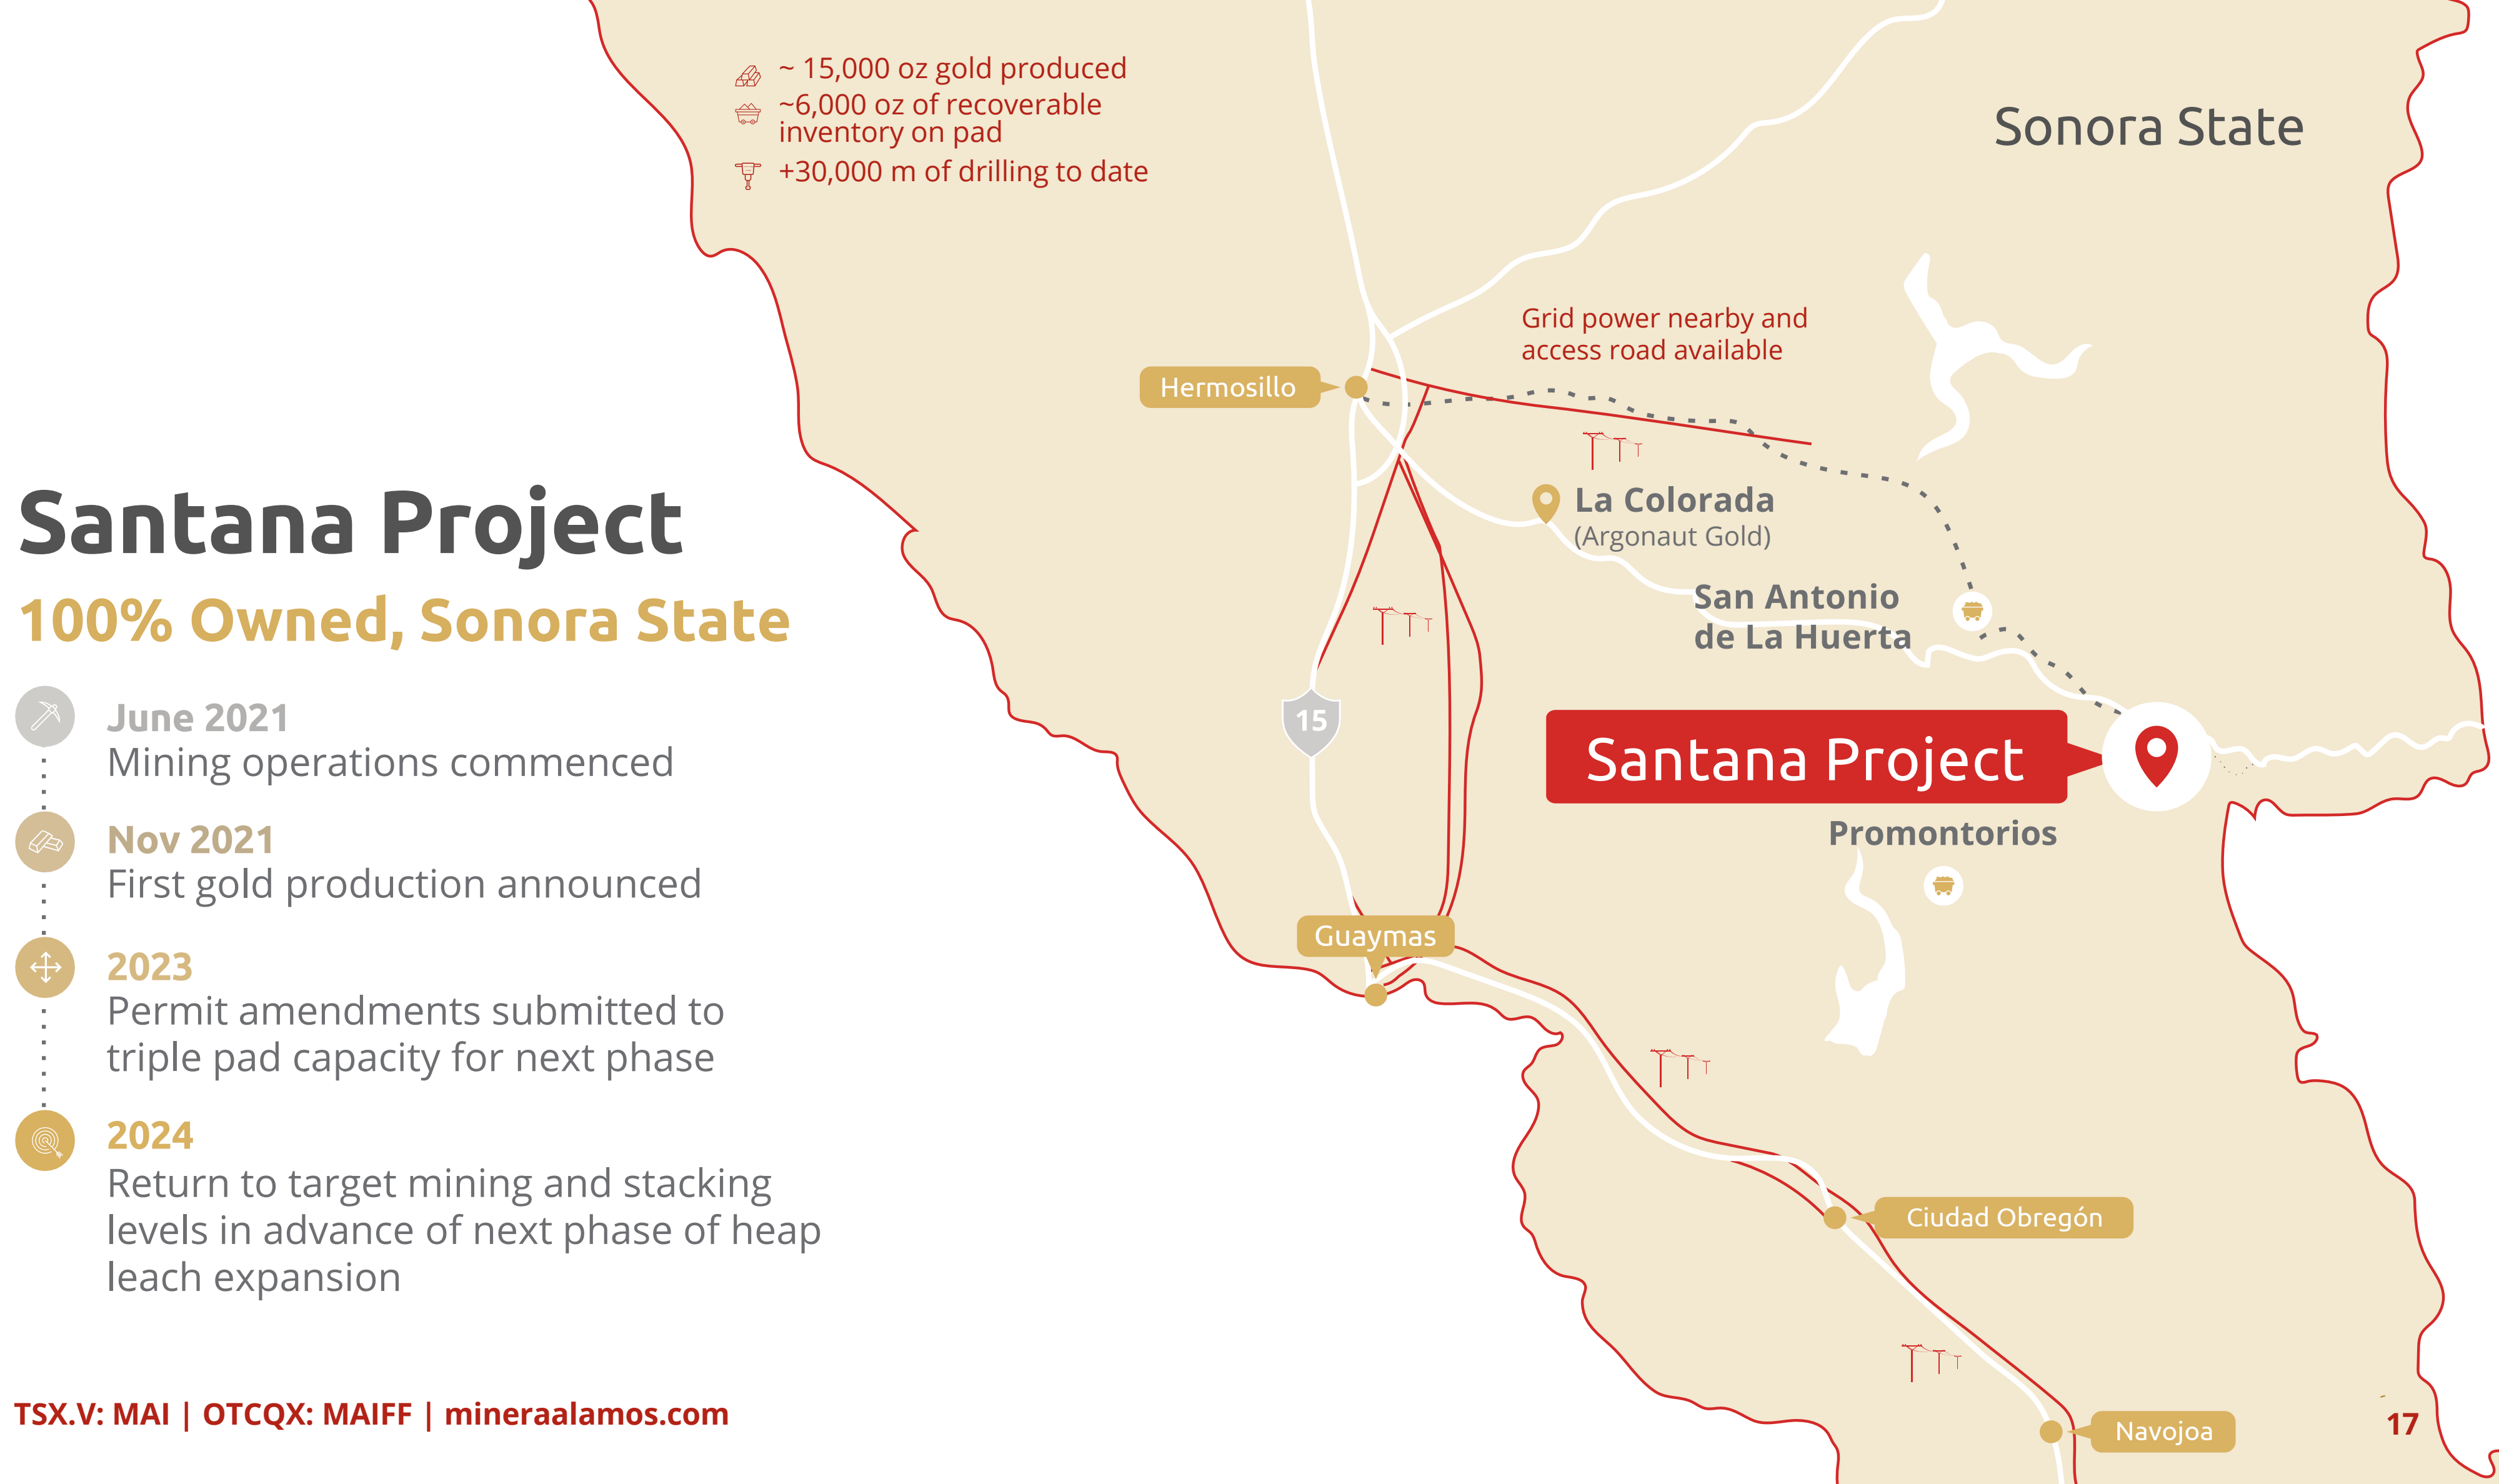 ~ 15,000 oz gold produced
~6,000 oz of recoverable
inventory on pad
+30,000 m of drilling to date
Sonora State
Grid power nearby and
access road available
Hermosillo
La Colorada
(Argonaut Gold)
San Antonio
de La Huerta
Santana Project
100% Owned, Sonora State
June 2021
Mining operations commenced
Nov 2021
First gold production announced
2023
Permit amendments submitted to
triple pad capacity for next phase
2024
Return to target mining and stacking
levels in advance of next phase of heap
leach expansion
15
Santana Project
Promontorios
Guaymas
Ciudad Obregón
Navojoa
TSX.V: MAI | OTCQX: MAIFF | mineraalamos.com
17